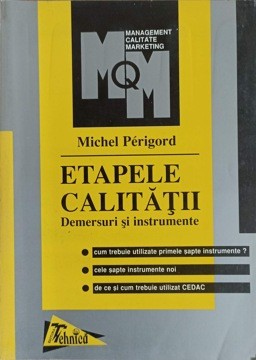 MANAGEMENT
CALITATE
MARKETING
MQM
Michel Périgord
ETAPELE
CALITĂŢII
Demersuri şi instrumente
cum trebuie utilizate primele şapte instrumente ?
cele şapte instrumente noi
de ce şi cum trebuie utilizat CEDAC
Tehnică